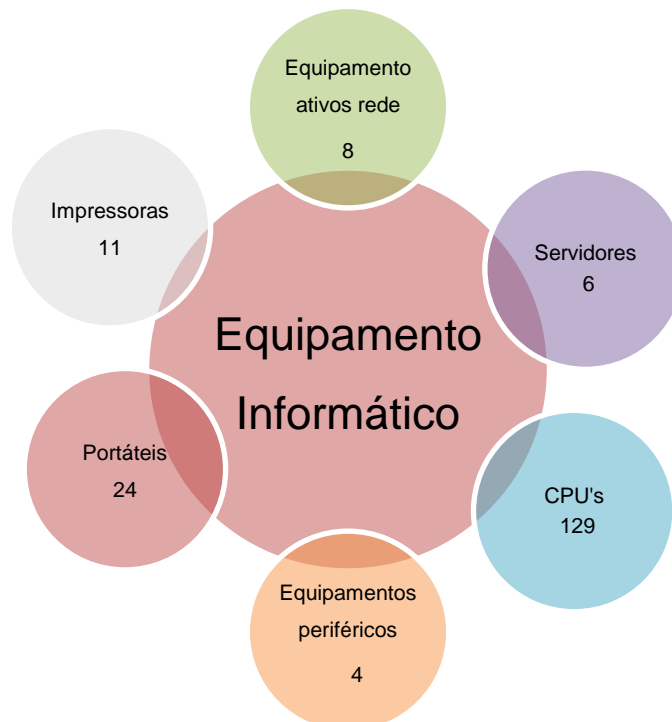 Equipamento
ativos rede
8
Impressoras
11
Servidores
6
Equipamento
Informático
Portáteis
24
CPU's
129
Equipamentos
periféricos
4